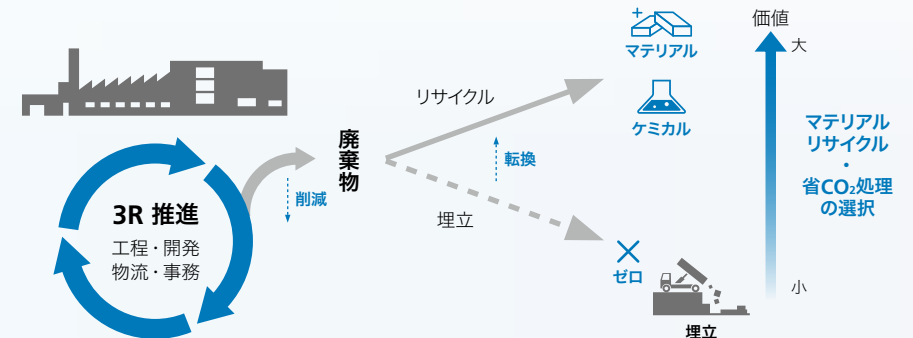 3R 推進
工程・開発
物流・事務
削減
廃棄物
リサイクル
転換
埋立
マテリアル
ケミカル
ゼロ
埋立
価値
大
小
マテリアル
リサイクル
・
省CO₂処理
の選択